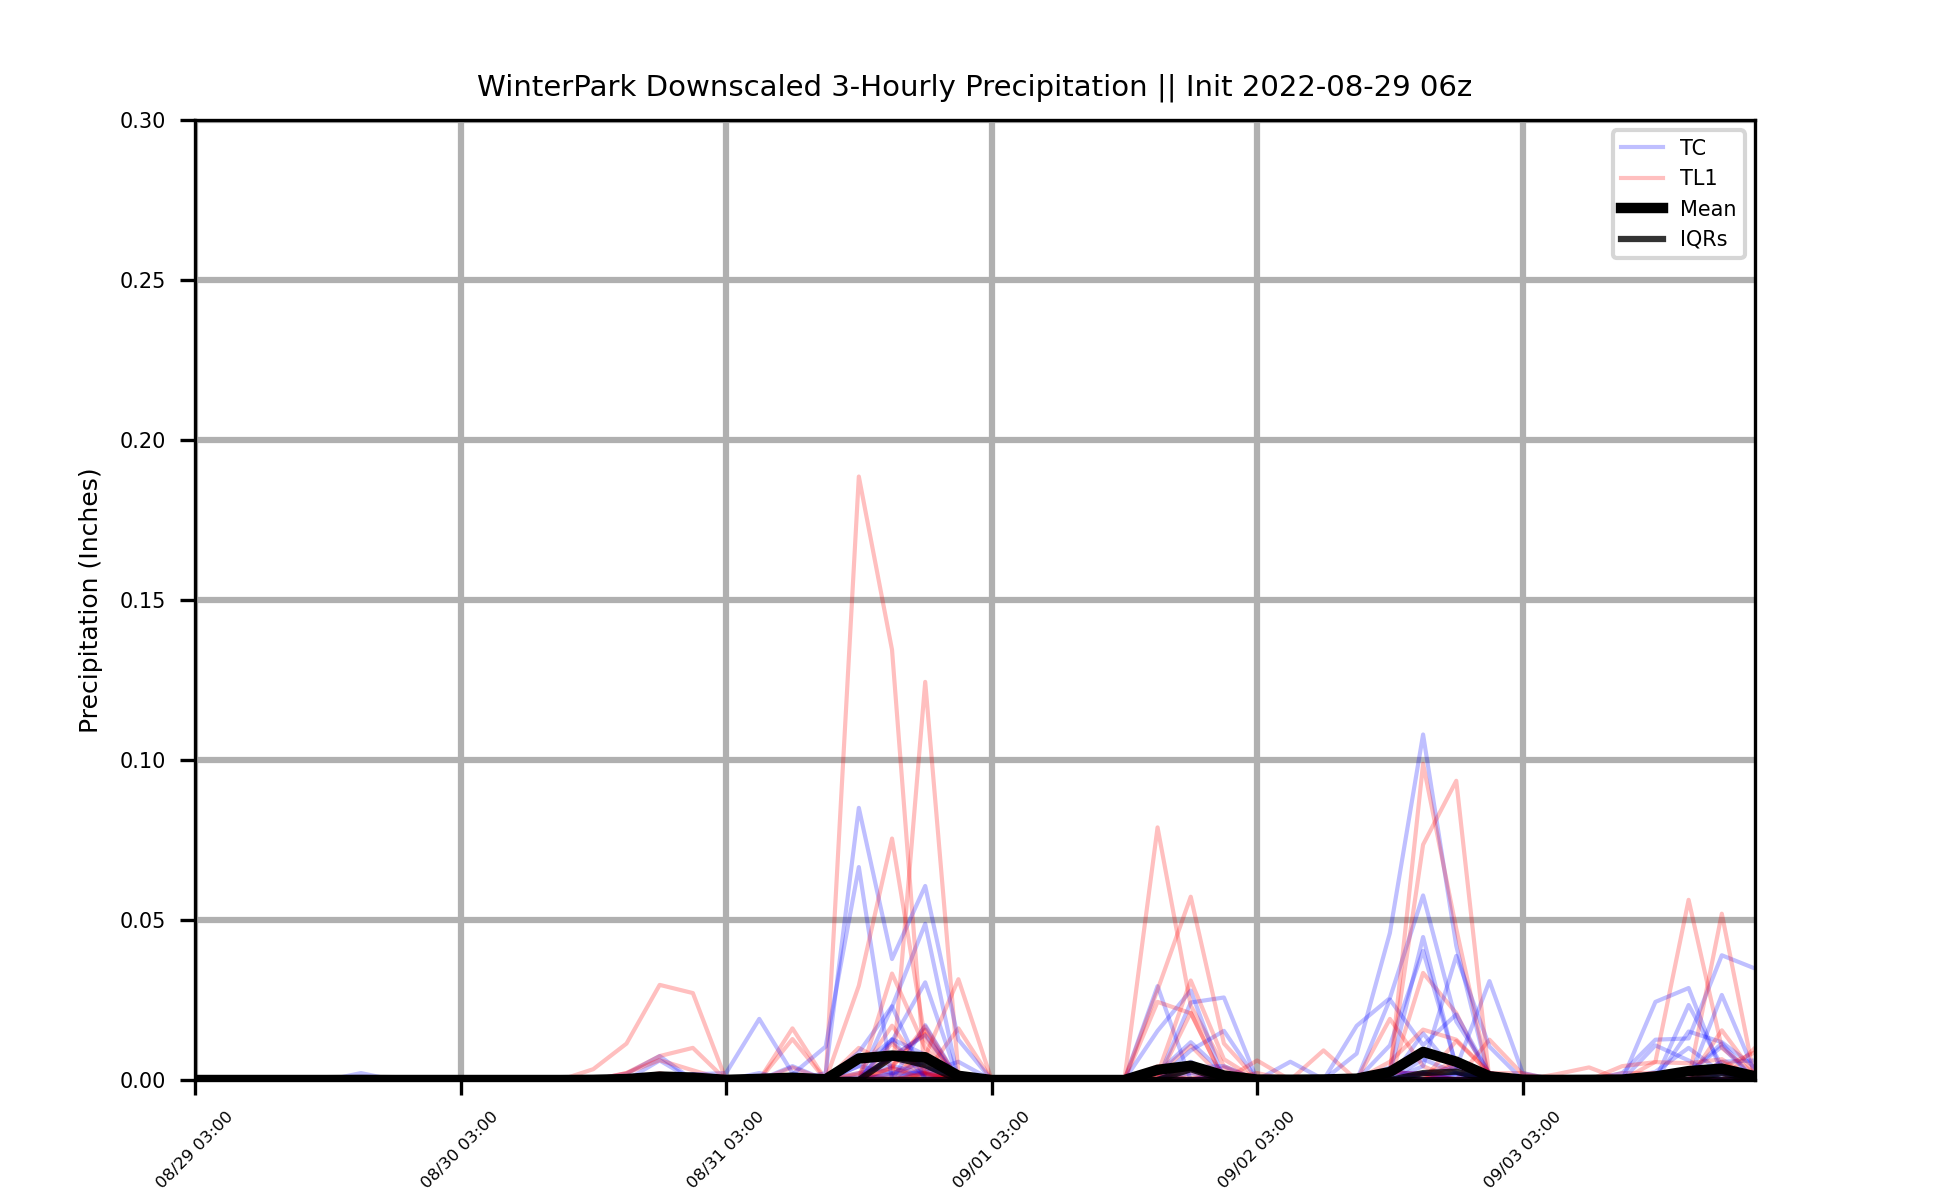 WinterPark Downscaled 3-Hourly Precipitation || Init 2022-08-29 06z
0.30
0.25
0.20
0.15
0.10
0.05
0.00
Precipitation (Inches)
TC
TL1
Mean
IQRs
08/29 03:00
08/30 03:00
08/31 03:00
09/01 03:00
09/02 03:00
09/03 03:00